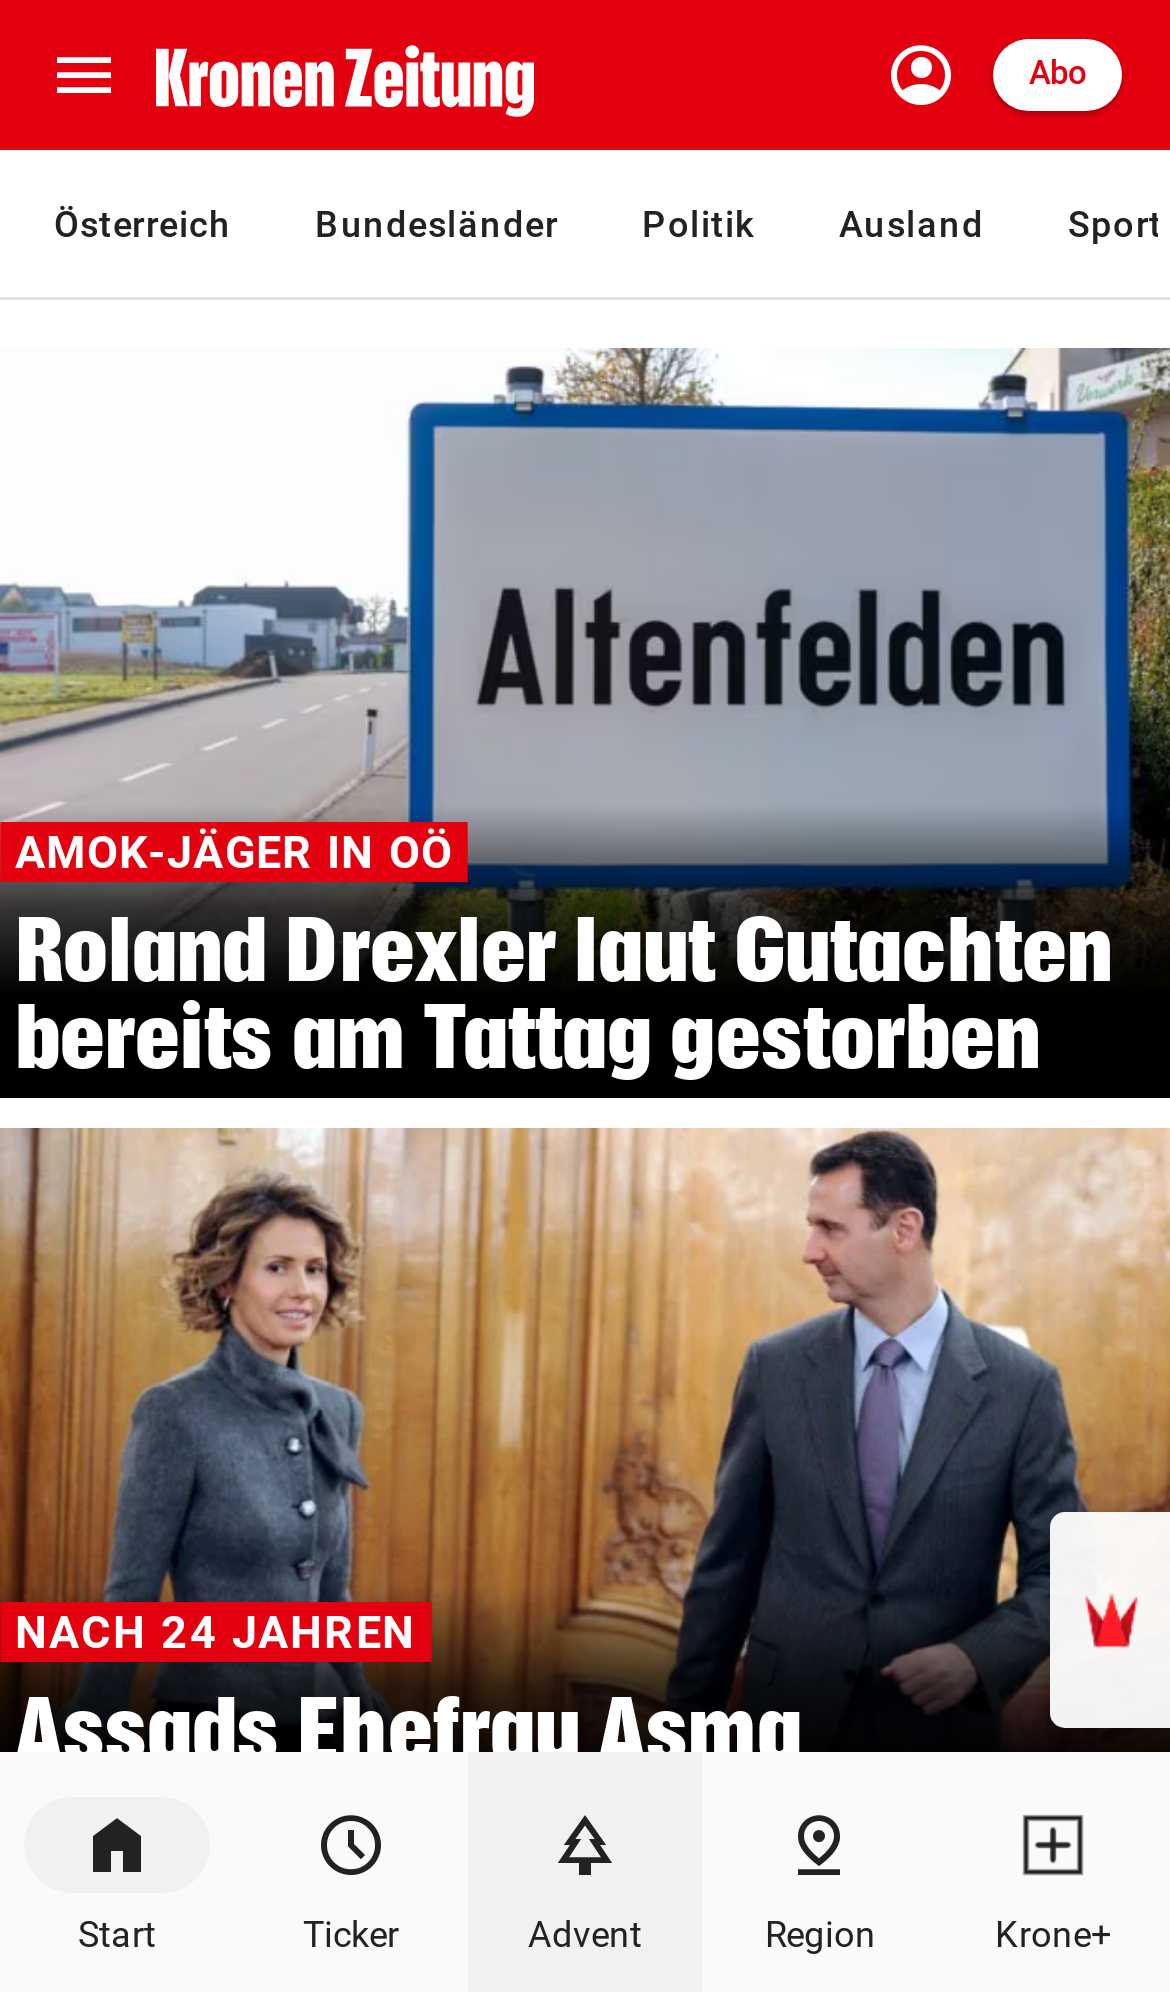 Kronen Zeitung
Abo
Österreich Bundesländer Politik Ausland Sport
Altenfelden
AMOK-JÄGER IN OÖ
Roland Drexler laut Gutachten
bereits am Tattag gestorben
NACH 24 JAHREN
Assads Ehefrau Asma
Start Ticker Advent Region Krone+